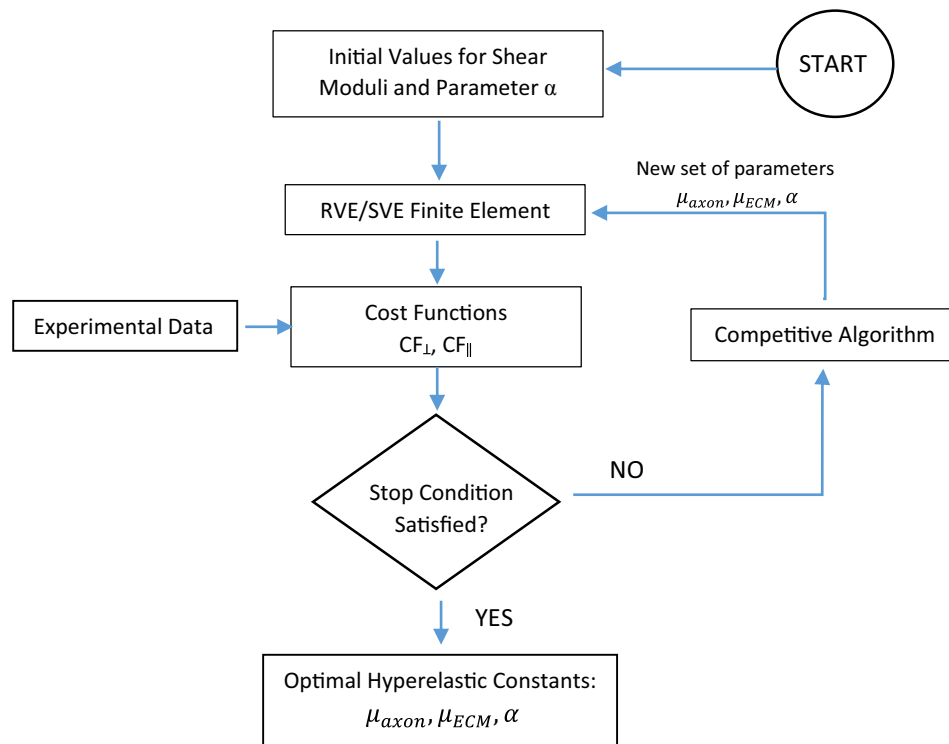 START
Initial Values for Shear
Moduli and Parameter α
New set of parameters
μ_axon, μ_ECM, α
RVE/SVE Finite Element
Experimental Data
Cost Functions
CF⊥, CF∥
Competitive Algorithm
Stop Condition
Satisfied?
NO
YES
Optimal Hyperelastic Constants:
μ_axon, μ_ECM, α